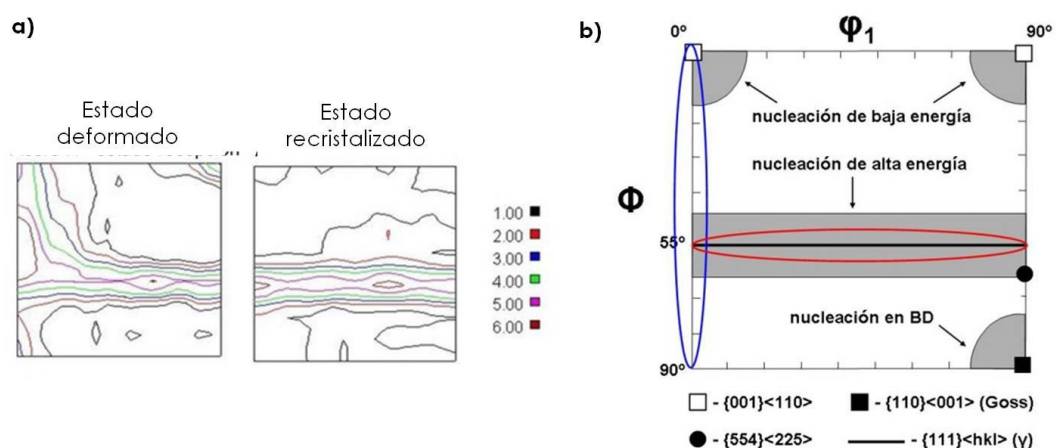 a)
Estado
deformado
Estado
recristalizado
1.00
2.00
3.00
4.00
5.00
6.00
b)
0º
φ1
90º
nucleación de baja energía
nucleación de alta energía
Φ
55º
nucleación en BD
90º
- {001}<110>
- {110}<001> (Goss)
- {554}<225>
- {111}<hkl> (γ)